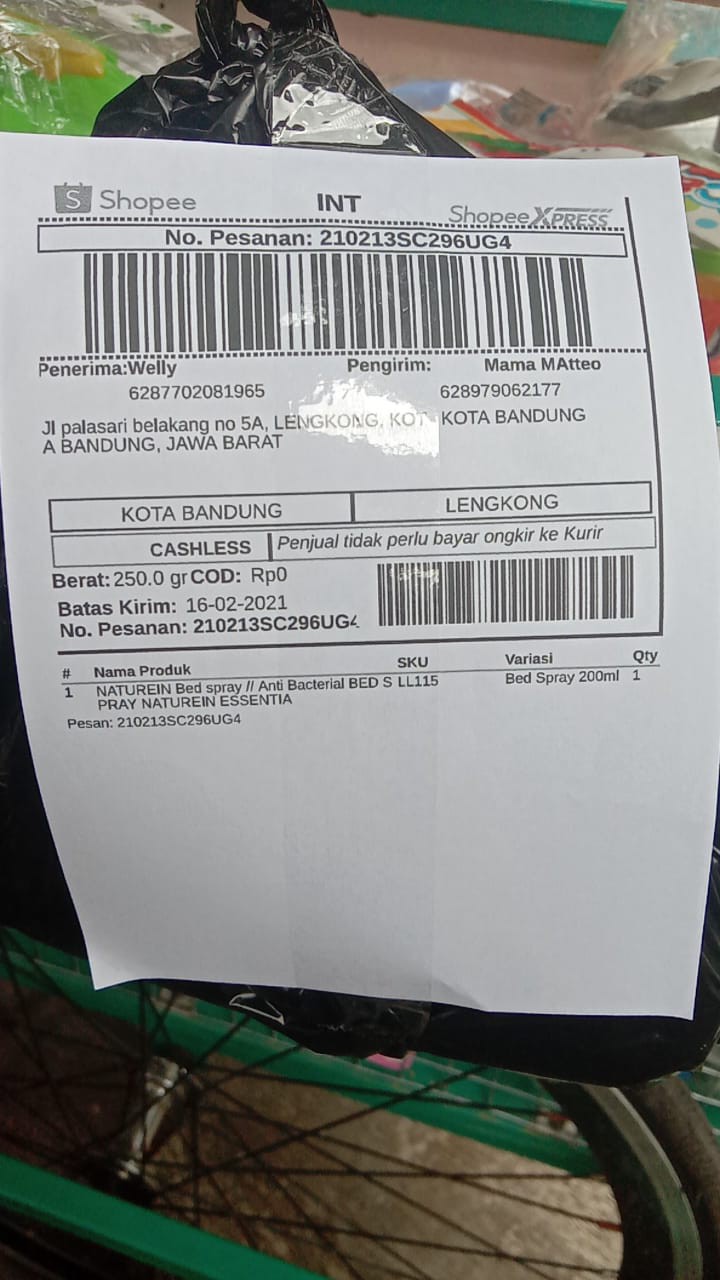 Shopee
INT
Shopee XPRESS
No. Pesanan: 210213SC296UG4
Penerima:Welly
Pengirim: Mama MAtteo
6287702081965
628979062177
Jl palasari belakang no 5A, LENGKONG, KOT
A BANDUNG, JAWA BARAT
KOTA BANDUNG
KOTA BANDUNG
LENGKONG
CASHLESS
Penjual tidak perlu bayar ongkir ke Kurir
Berat: 250.0 gr COD: Rp0
Batas Kirim: 16-02-2021
No. Pesanan: 210213SC296UG4
# Nama Produk SKU Variasi Qty
1 NATUREIN Bed spray // Anti Bacterial BED S LL115 Bed Spray 200ml 1
PRAY NATUREIN ESSENTIA
Pesan: 210213SC296UG4